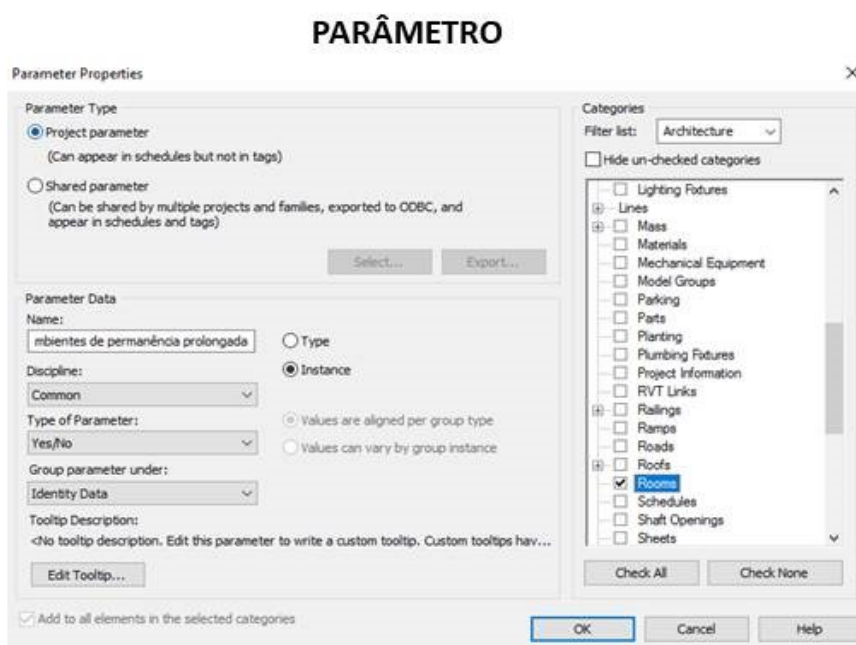 PARÂMETRO
Parameter Properties
Parameter Type
Project parameter
(Can appear in schedules but not in tags)
Shared parameter
(Can be shared by multiple projects and families, exported to ODBC, and
appear in schedules and tags)
Select...
Export...
Parameter Data
Name:
mbientes de permanência prolongada
Type
Discipline:
Instance
Common
Type of Parameter:
Values are aligned per group type
Yes/No
Values can vary by group instance
Group parameter under:
Identity Data
Tooltip Description:
<No tooltip description. Edit this parameter to write a custom tooltip. Custom tooltips hav...
Edit Tooltip...
Add to all elements in the selected categories
Categories
Filter list:
Architecture
Hide un-checked categories
Lighting Fixtures
Lines
Mass
Materials
Mechanical Equipment
Model Groups
Parking
Parts
Planting
Plumbing Fixtures
Project Information
RVT Links
Railings
Ramps
Roads
Roofs
Rooms
Schedules
Shaft Openings
Sheets
Check All
Check None
OK
Cancel
Help